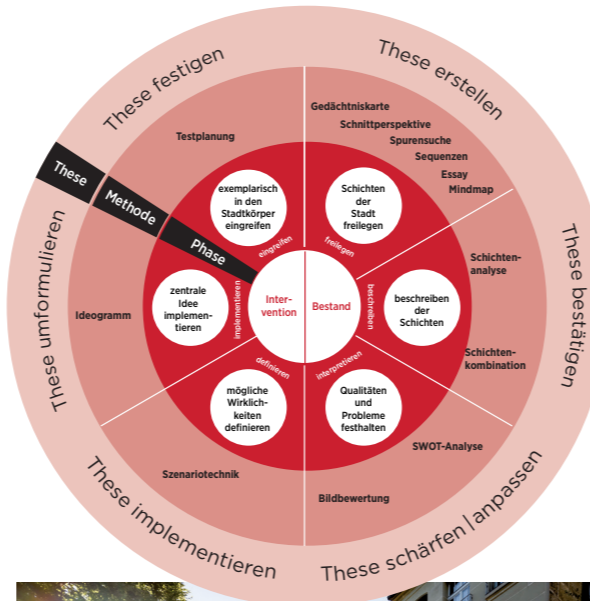 These erstellen
Gedächtniskarte
Schnittperspektive
Spurensuche
Sequenzen
Essay
Mindmap
Schichten
der
Stadt
freilegen
freilegen
These bestätigen
Schichten-
analyse
Schichten-
kombination
beschreiben
der
Schichten
beschreiben
These schärfen|anpassen
SWOT-Analyse
Bildbewertung
Qualitäten
und
Probleme
festhalten
interpretieren
These implementieren
Szenariotechnik
mögliche
Wirklich-
keiten
definieren
definieren
These umformulieren
Ideogramm
zentrale
Idee
implemen-
tieren
implementieren
These festigen
Testplanung
exemplarisch
in den
Stadtkörper
eingreifen
eingreifen
These
Methode
Phase
Inter-
vention
Bestand